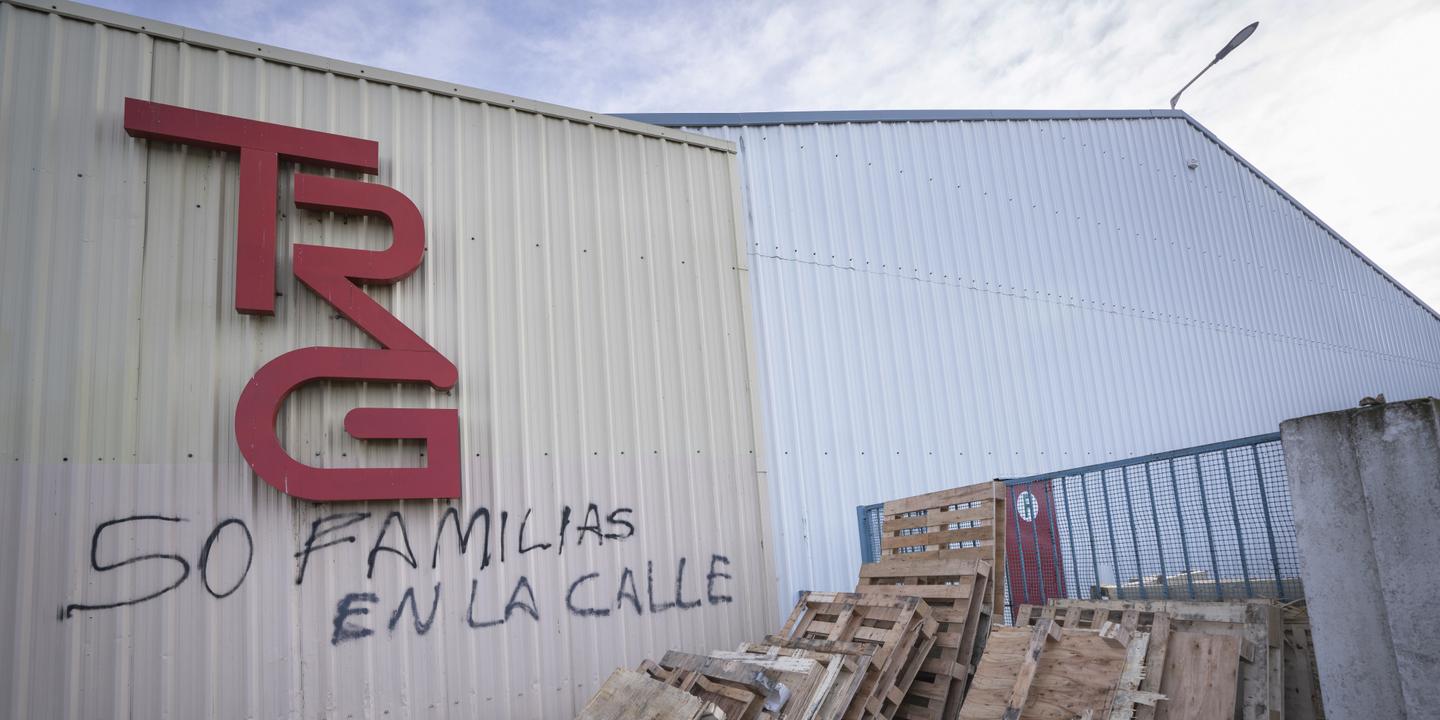 TRG
50 FAMILIAS
EN LA CALLE
A